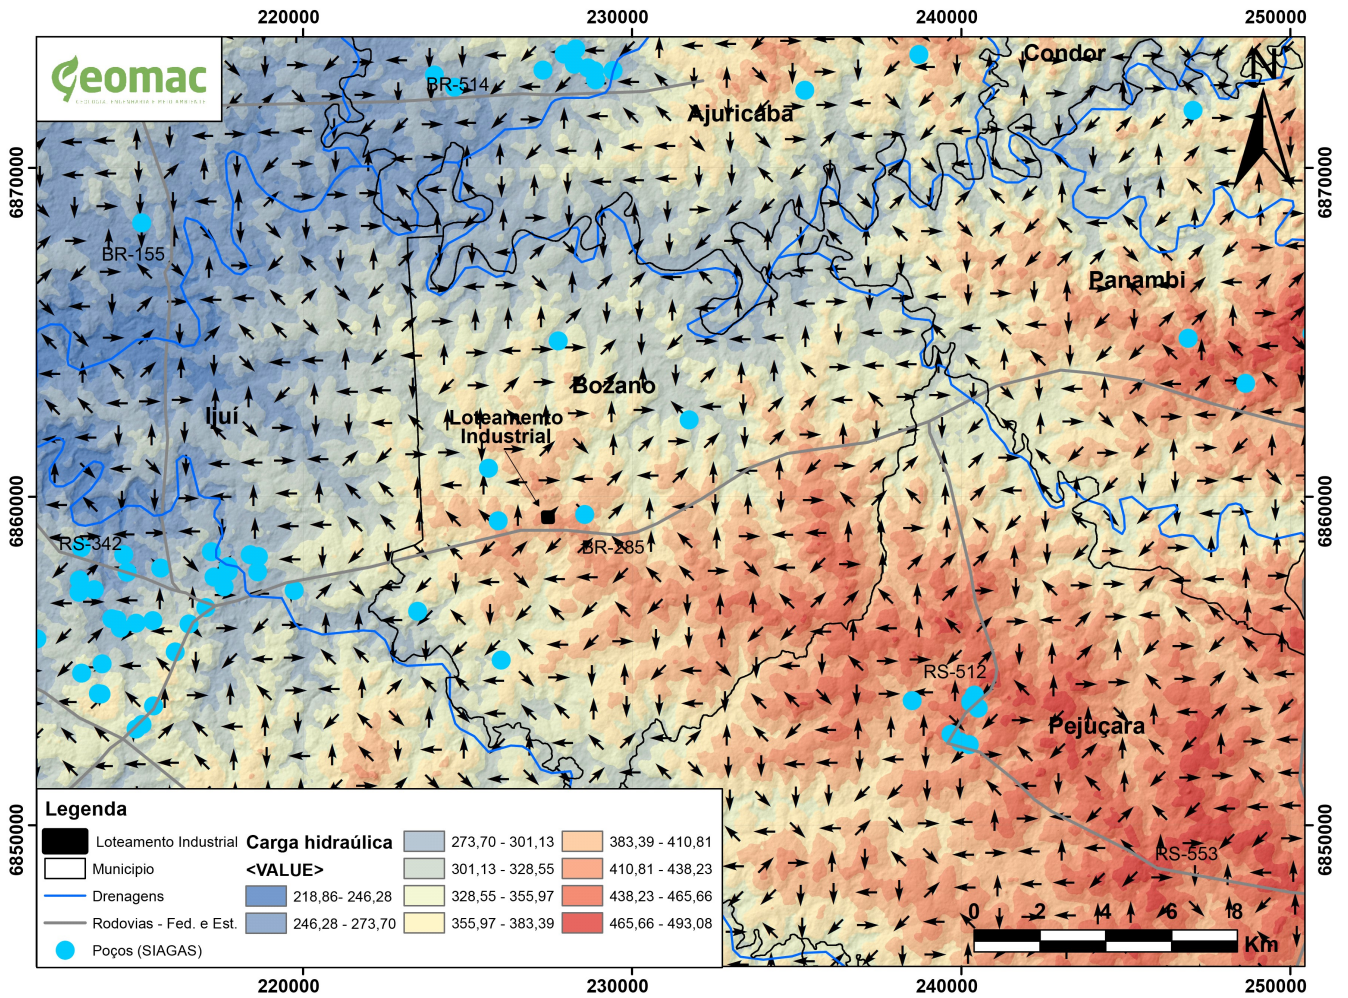 220000
230000
240000
250000
Geomac
GEOLOGIA, ENGENHARIA E MEIO AMBIENTE
N
Condor
BR-514
Ajuricaba
6870000
6870000
BR-155
Panambi
Bozano
Ijuí
Loteamento
Industrial
6860000
6860000
RS-342
BR-285
RS-512
Pejuçara
6850000
6850000
RS-553
Legenda
Loteamento Industrial
Municipio
Drenagens
Rodovias - Fed. e Est.
Poços (SIAGAS)
Carga hidraúlica
<VALUE>
218,86- 246,28
246,28 - 273,70
273,70 - 301,13
301,13 - 328,55
328,55 - 355,97
355,97 - 383,39
383,39 - 410,81
410,81 - 438,23
438,23 - 465,66
465,66 - 493,08
0 2 4 6 8
Km
220000
230000
240000
250000